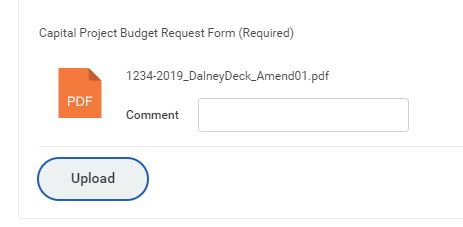 Capital Project Budget Request Form (Required)
1234-2019_DalneyDeck_Amend01.pdf
PDF
Comment
Upload